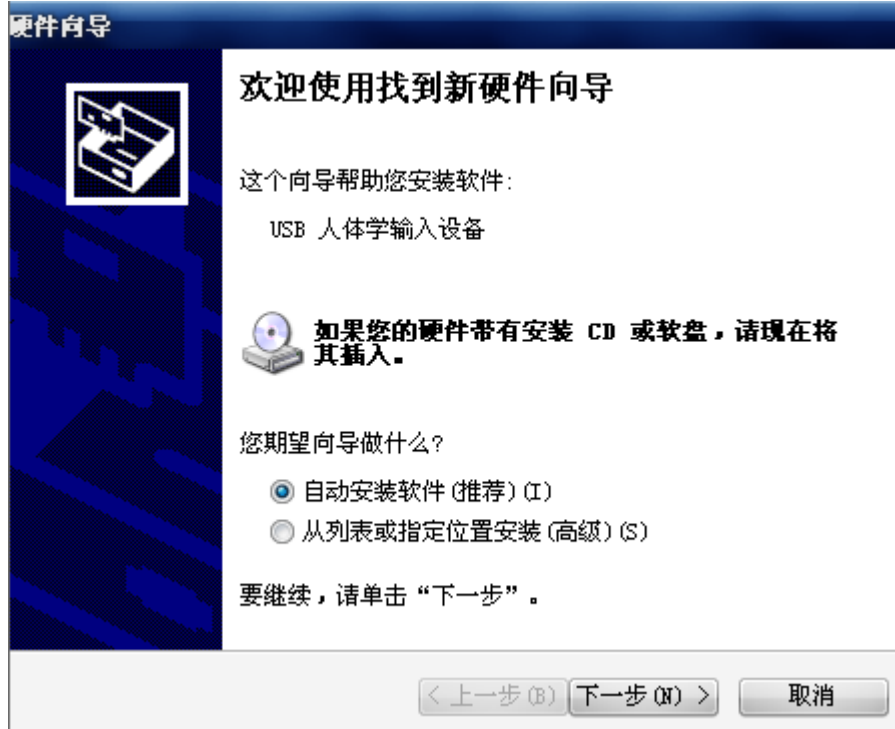 硬件向导
欢迎使用找到新硬件向导
这个向导帮助您安装软件:
USB 人体学输入设备
如果您的硬件带有安装 CD 或软盘，请现在将
其插入。
您期望向导做什么?
自动安装软件(推荐)(I)
从列表或指定位置安装(高级)(S)
要继续，请单击“下一步”。
< 上一步(B)
下一步(N) >
取消